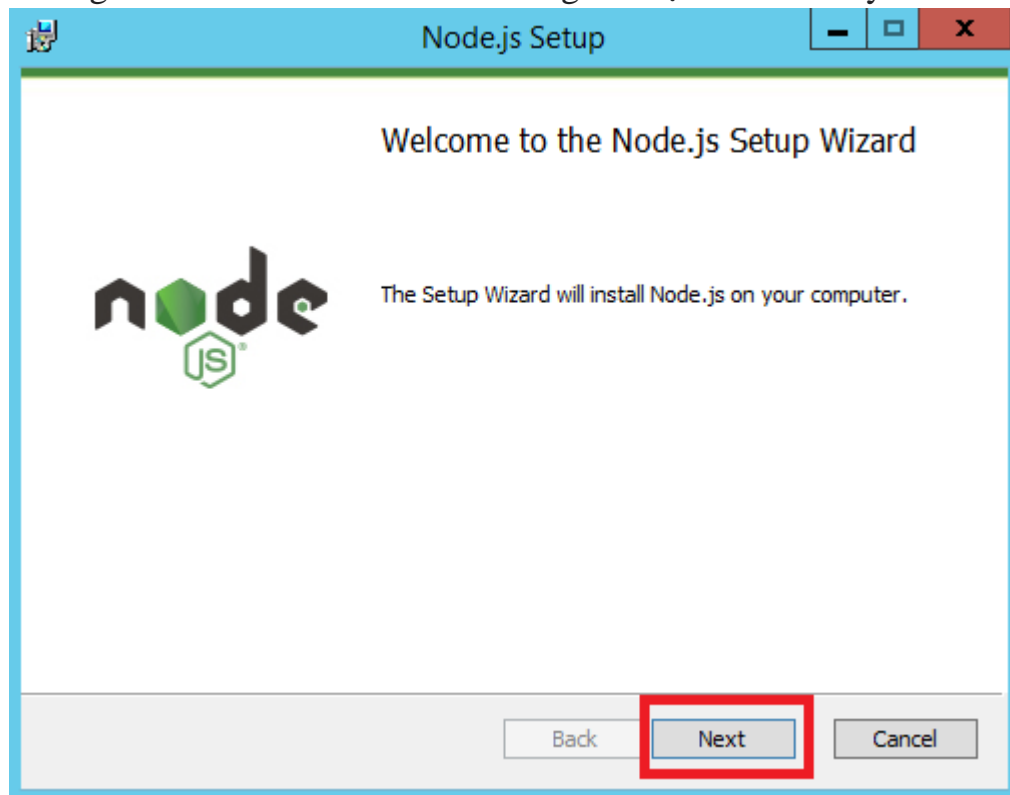 Node.js Setup
Welcome to the Node.js Setup Wizard
node
JS
The Setup Wizard will install Node.js on your computer.
Back Next Cancel